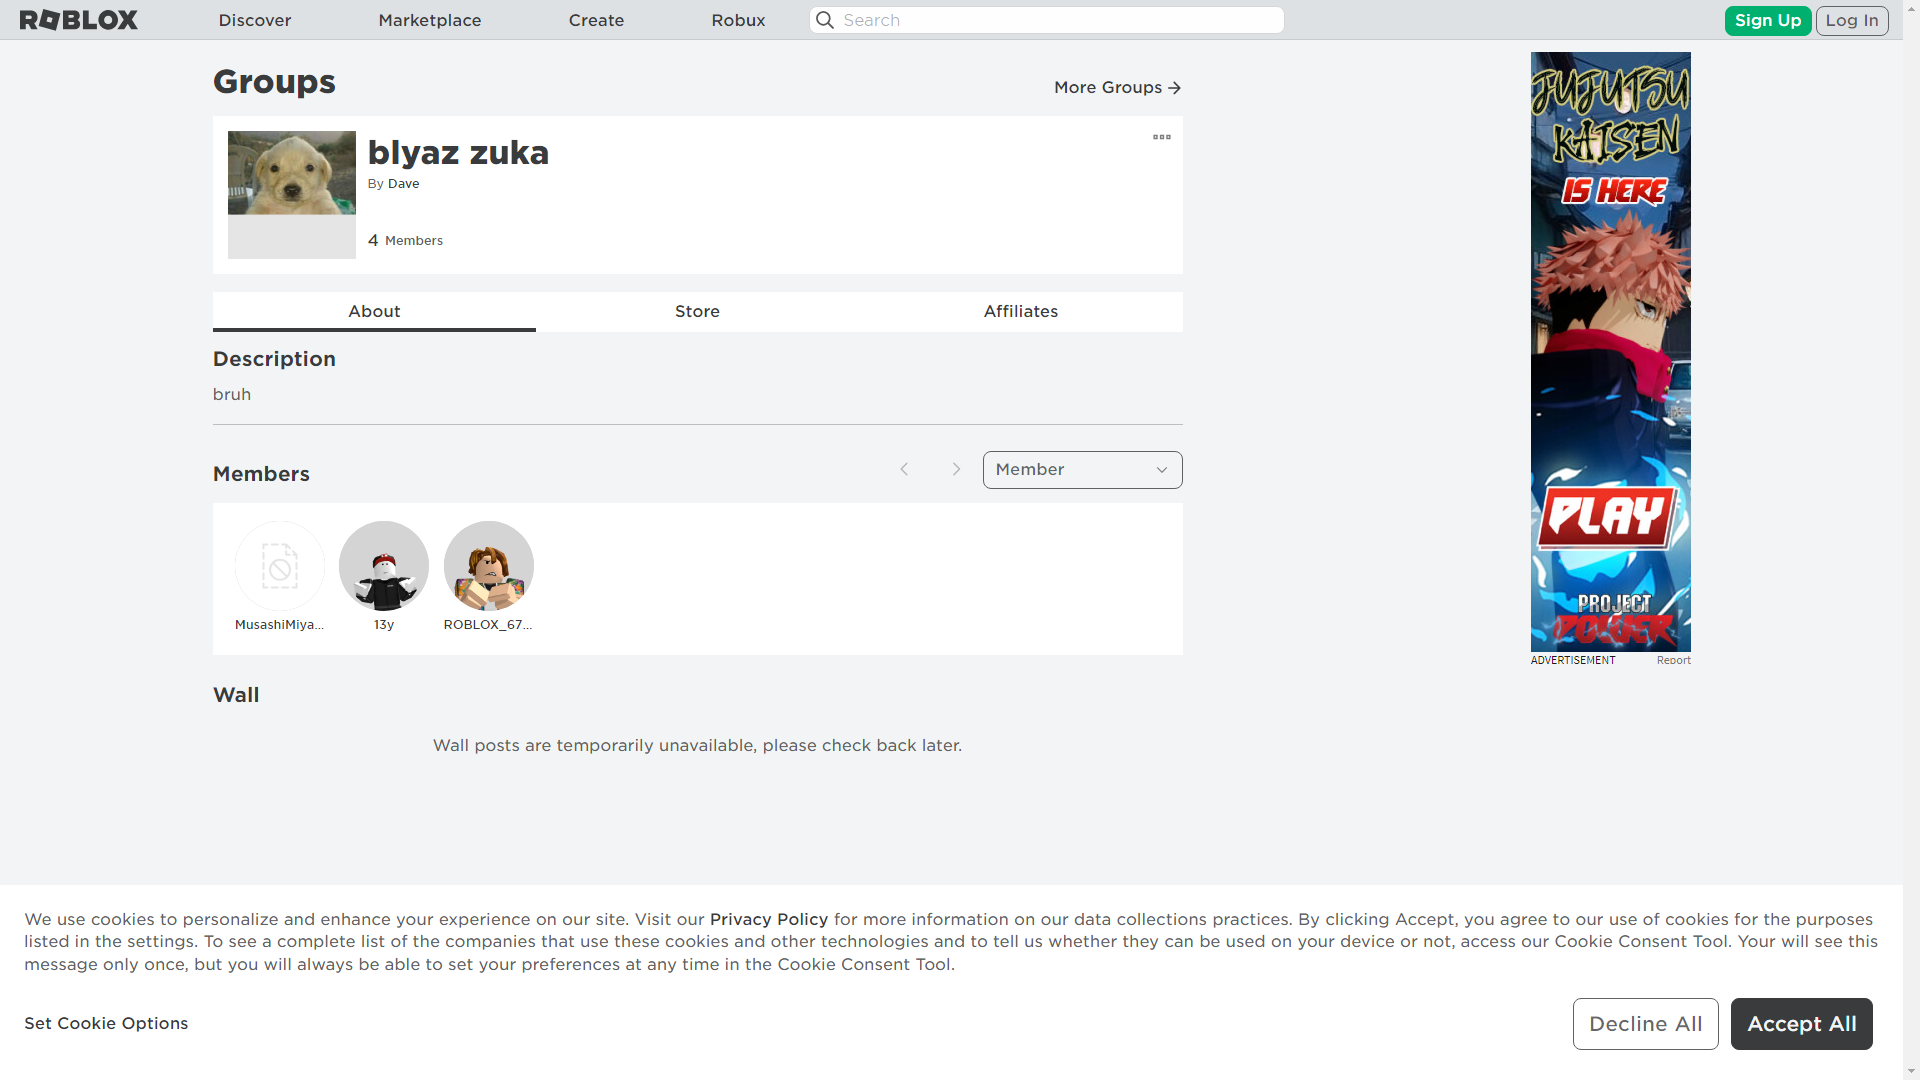 ROBLOX
Discover
Marketplace
Create
Robux
Search
Sign Up
Log In
Groups
More Groups
blyaz zuka
By Dave
4 Members
About
Store
Affiliates
Description
bruh
Members
Member
MusashiMiya...
13y
ROBLOX_67...
Wall
Wall posts are temporarily unavailable, please check back later.
JUJUTSU
KAISEN
IS HERE
PLAY
PROJECT
POWER
ADVERTISEMENT
Report
We use cookies to personalize and enhance your experience on our site. Visit our Privacy Policy for more information on our data collections practices. By clicking Accept, you agree to our use of cookies for the purposes
listed in the settings. To see a complete list of the companies that use these cookies and other technologies and to tell us whether they can be used on your device or not, access our Cookie Consent Tool. Your will see this
message only once, but you will always be able to set your preferences at any time in the Cookie Consent Tool.
Set Cookie Options
Decline All
Accept All